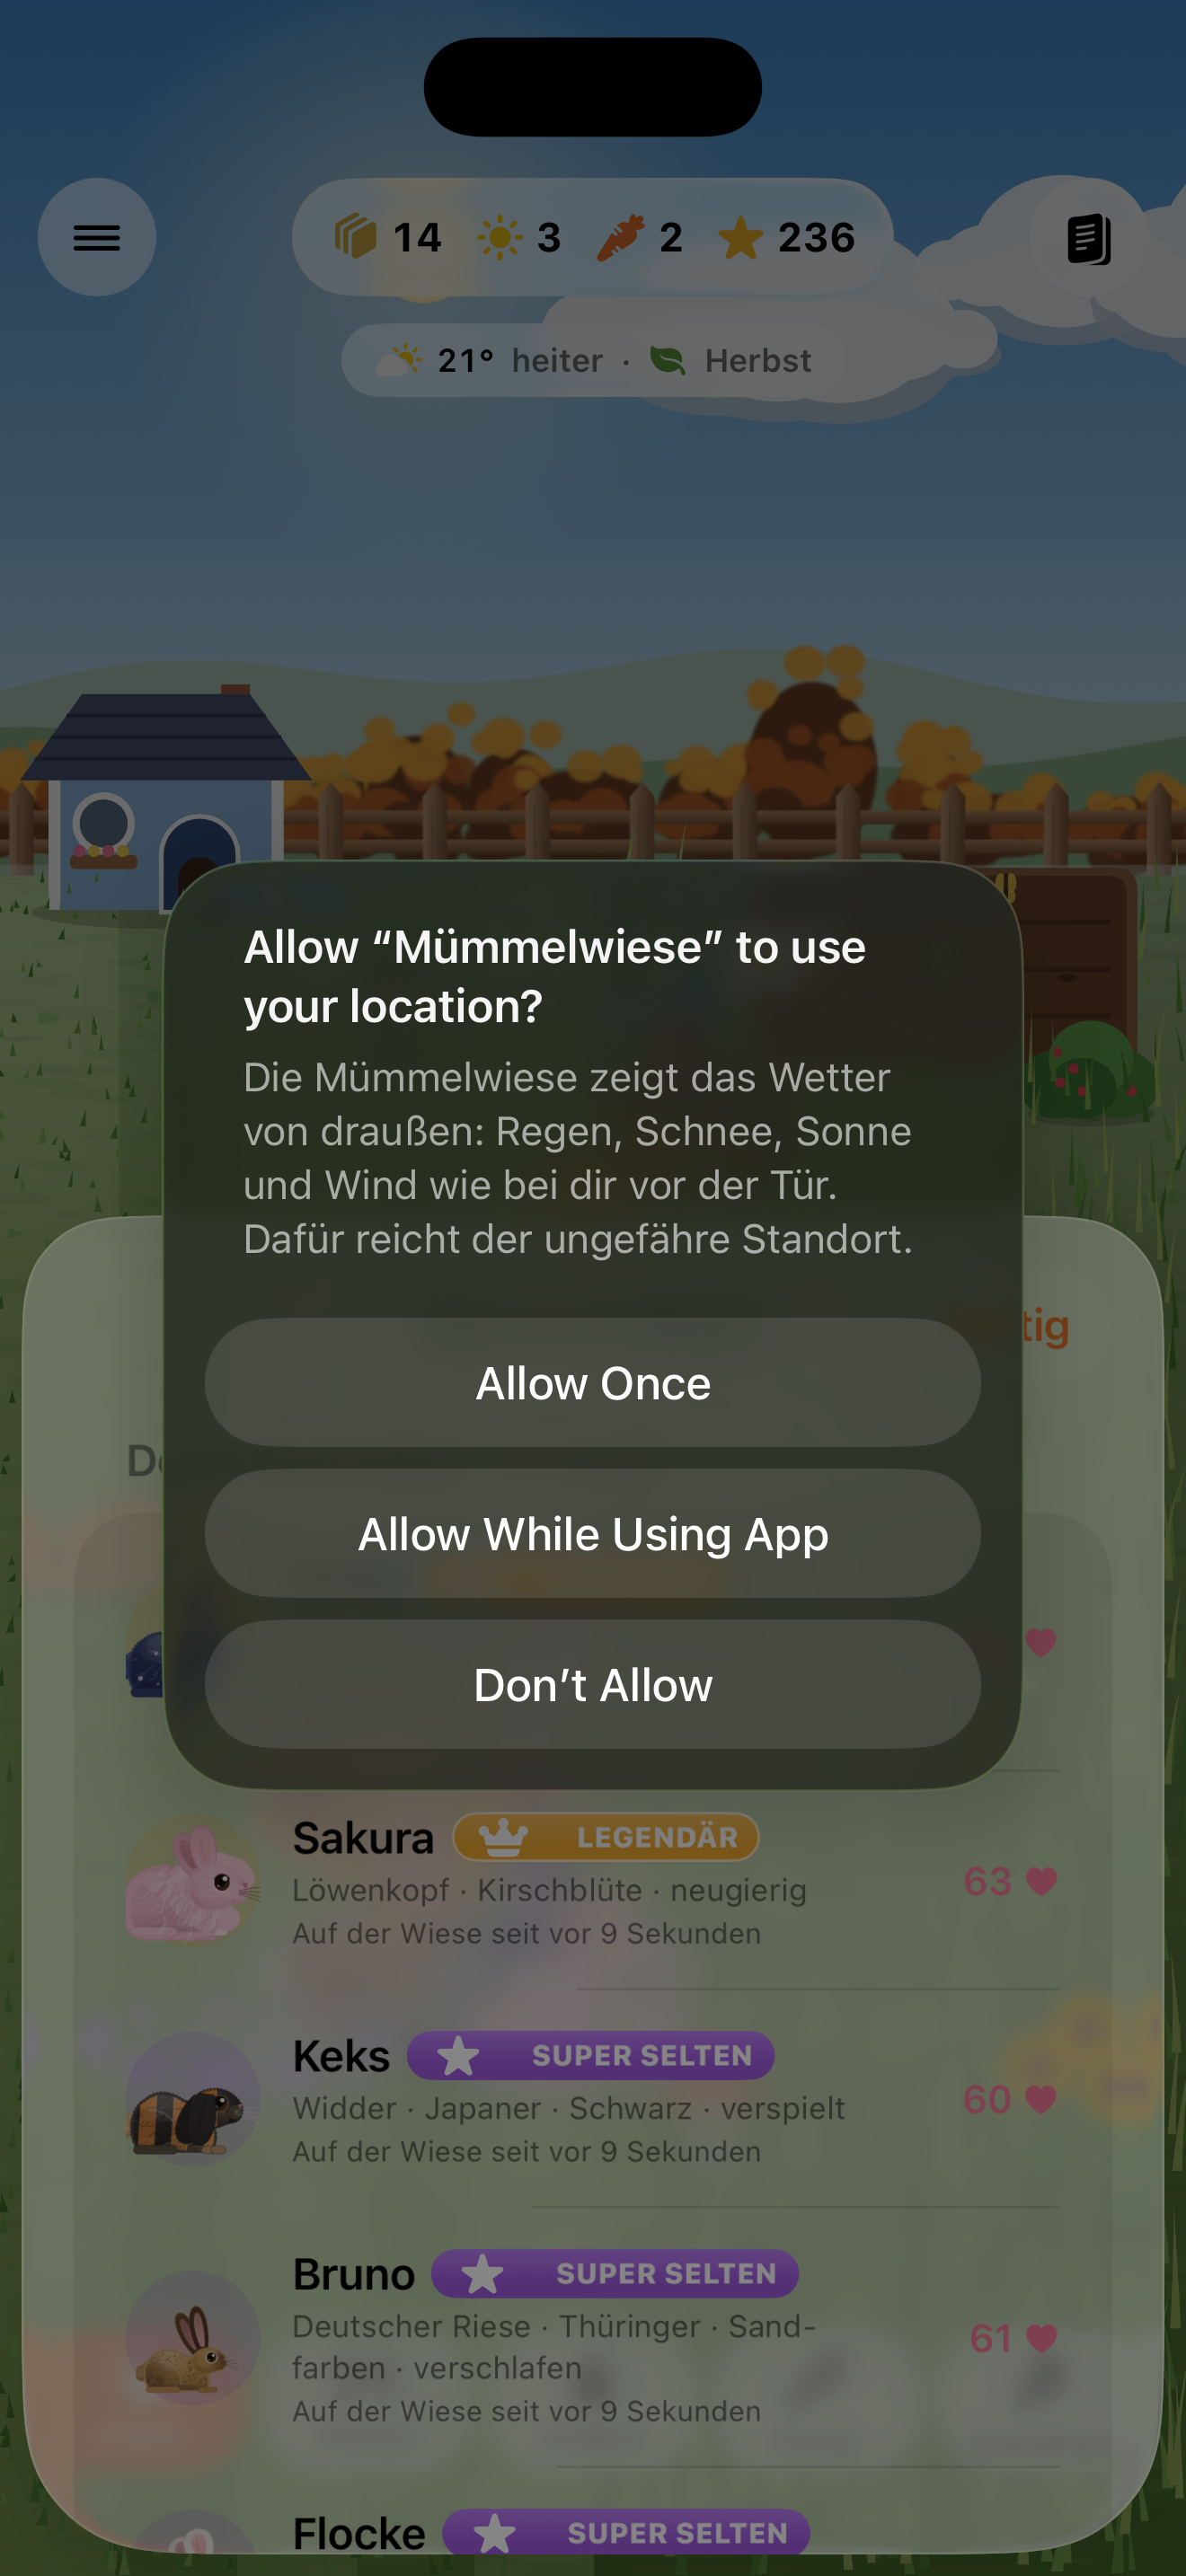 14 3 2 236
21° heiter · Herbst
Allow “Mümmelwiese” to use
your location?
Die Mümmelwiese zeigt das Wetter
von draußen: Regen, Schnee, Sonne
und Wind wie bei dir vor der Tür.
Dafür reicht der ungefähre Standort.
Allow Once
Allow While Using App
Don’t Allow
Sakura LEGENDÄR
Löwenkopf · Kirschblüte · neugierig
63
Auf der Wiese seit vor 9 Sekunden
Keks SUPER SELTEN
Widder · Japaner · Schwarz · verspielt
60
Auf der Wiese seit vor 9 Sekunden
Bruno SUPER SELTEN
Deutscher Riese · Thüringer · Sand-
61
farben · verschlafen
Auf der Wiese seit vor 9 Sekunden
Flocke SUPER SELTEN